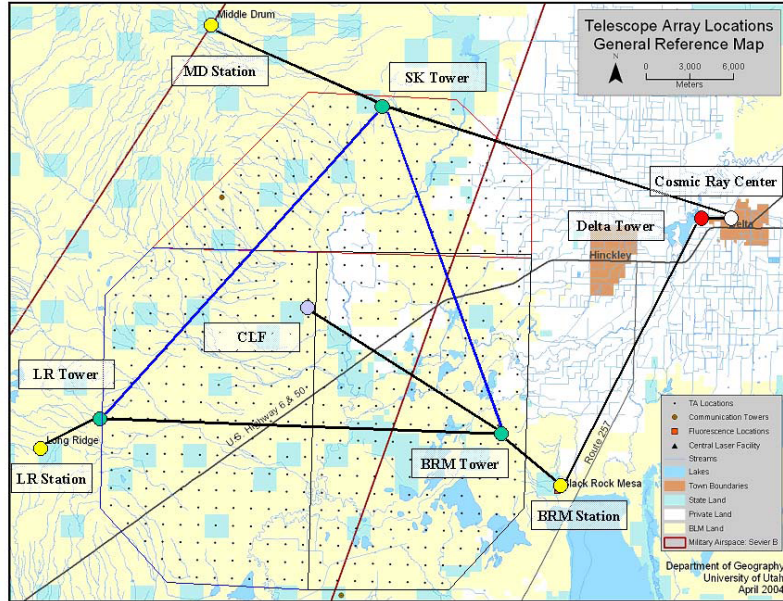 Telescope Array Locations
General Reference Map
N
0 3,000 6,000
Meters
Middle Drum
MD Station
SK Tower
Cosmic Ray Center
Delta Tower
Delta
Hinckley
CLF
LR Tower
U.S. Highway 6 & 50
Route 257
Long Ridge
LR Station
BRM Tower
Black Rock Mesa
BRM Station
TA Locations
Communication Towers
Fluorescence Locations
Central Laser Facility
Streams
Lakes
Town Boundaries
State Land
Private Land
BLM Land
Military Airspace: Sevier B
Department of Geography
University of Utah
April 2004